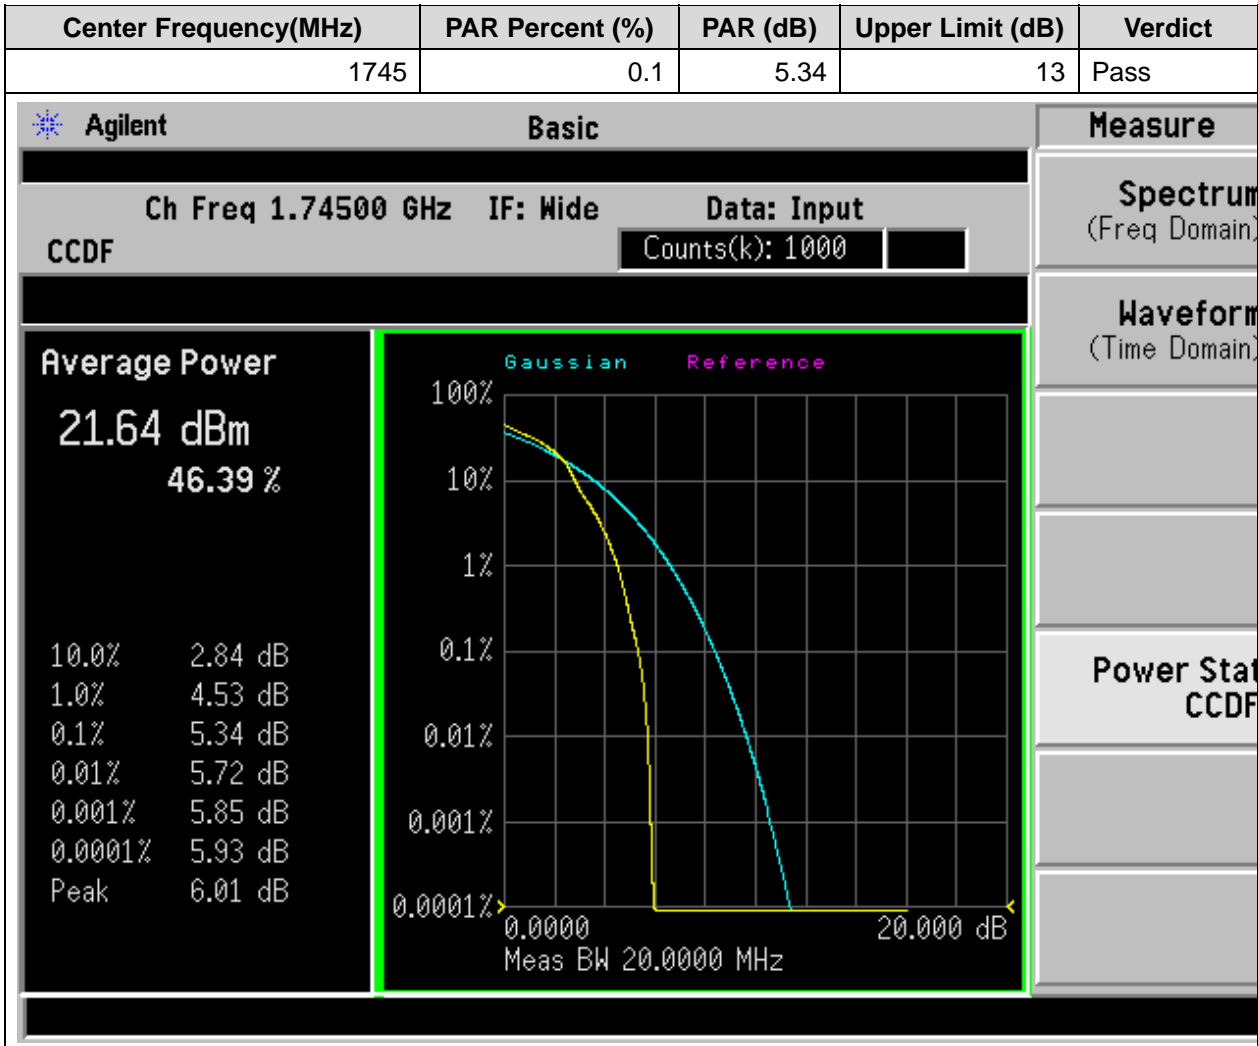 Center Frequency(MHz) PAR Percent (%) PAR (dB) Upper Limit (dB) Verdict
1745 0.1 5.34 13 Pass
Agilent Basic Measure
Ch Freq 1.74500 GHz IF: Wide Data: Input
CCDF Counts(k): 1000
Spectrum
(Freq Domain)
Waveform
(Time Domain)
Power Stat
CCDF
Average Power
21.64 dBm
46.39 %
10.0% 2.84 dB
1.0% 4.53 dB
0.1% 5.34 dB
0.01% 5.72 dB
0.001% 5.85 dB
0.0001% 5.93 dB
Peak 6.01 dB
Gaussian Reference
100%
10%
1%
0.1%
0.01%
0.001%
0.0001%
0.0000 20.000 dB
Meas BW 20.0000 MHz